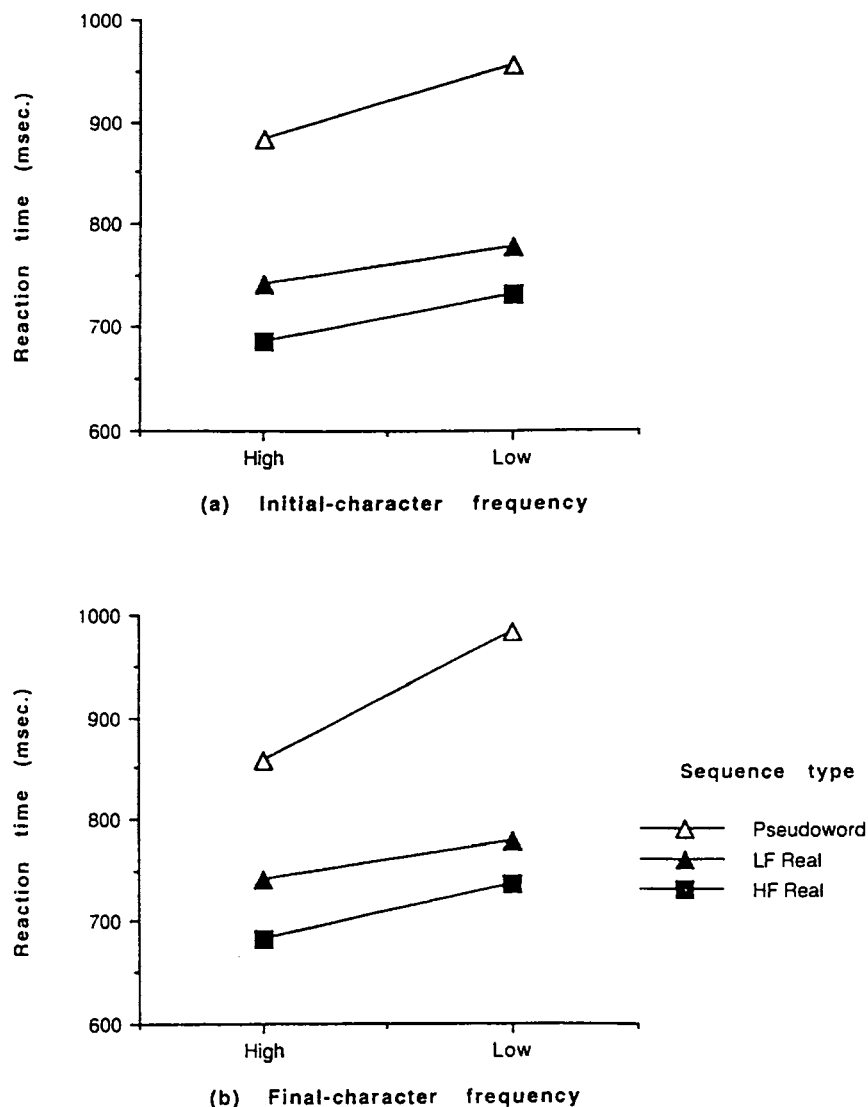 1000
900
800
700
600
Reaction time (msec.)
High Low
(a) Initial-character frequency
1000
900
800
700
600
Reaction time (msec.)
High Low
(b) Final-character frequency
Sequence type
Pseudoword
LF Real
HF Real